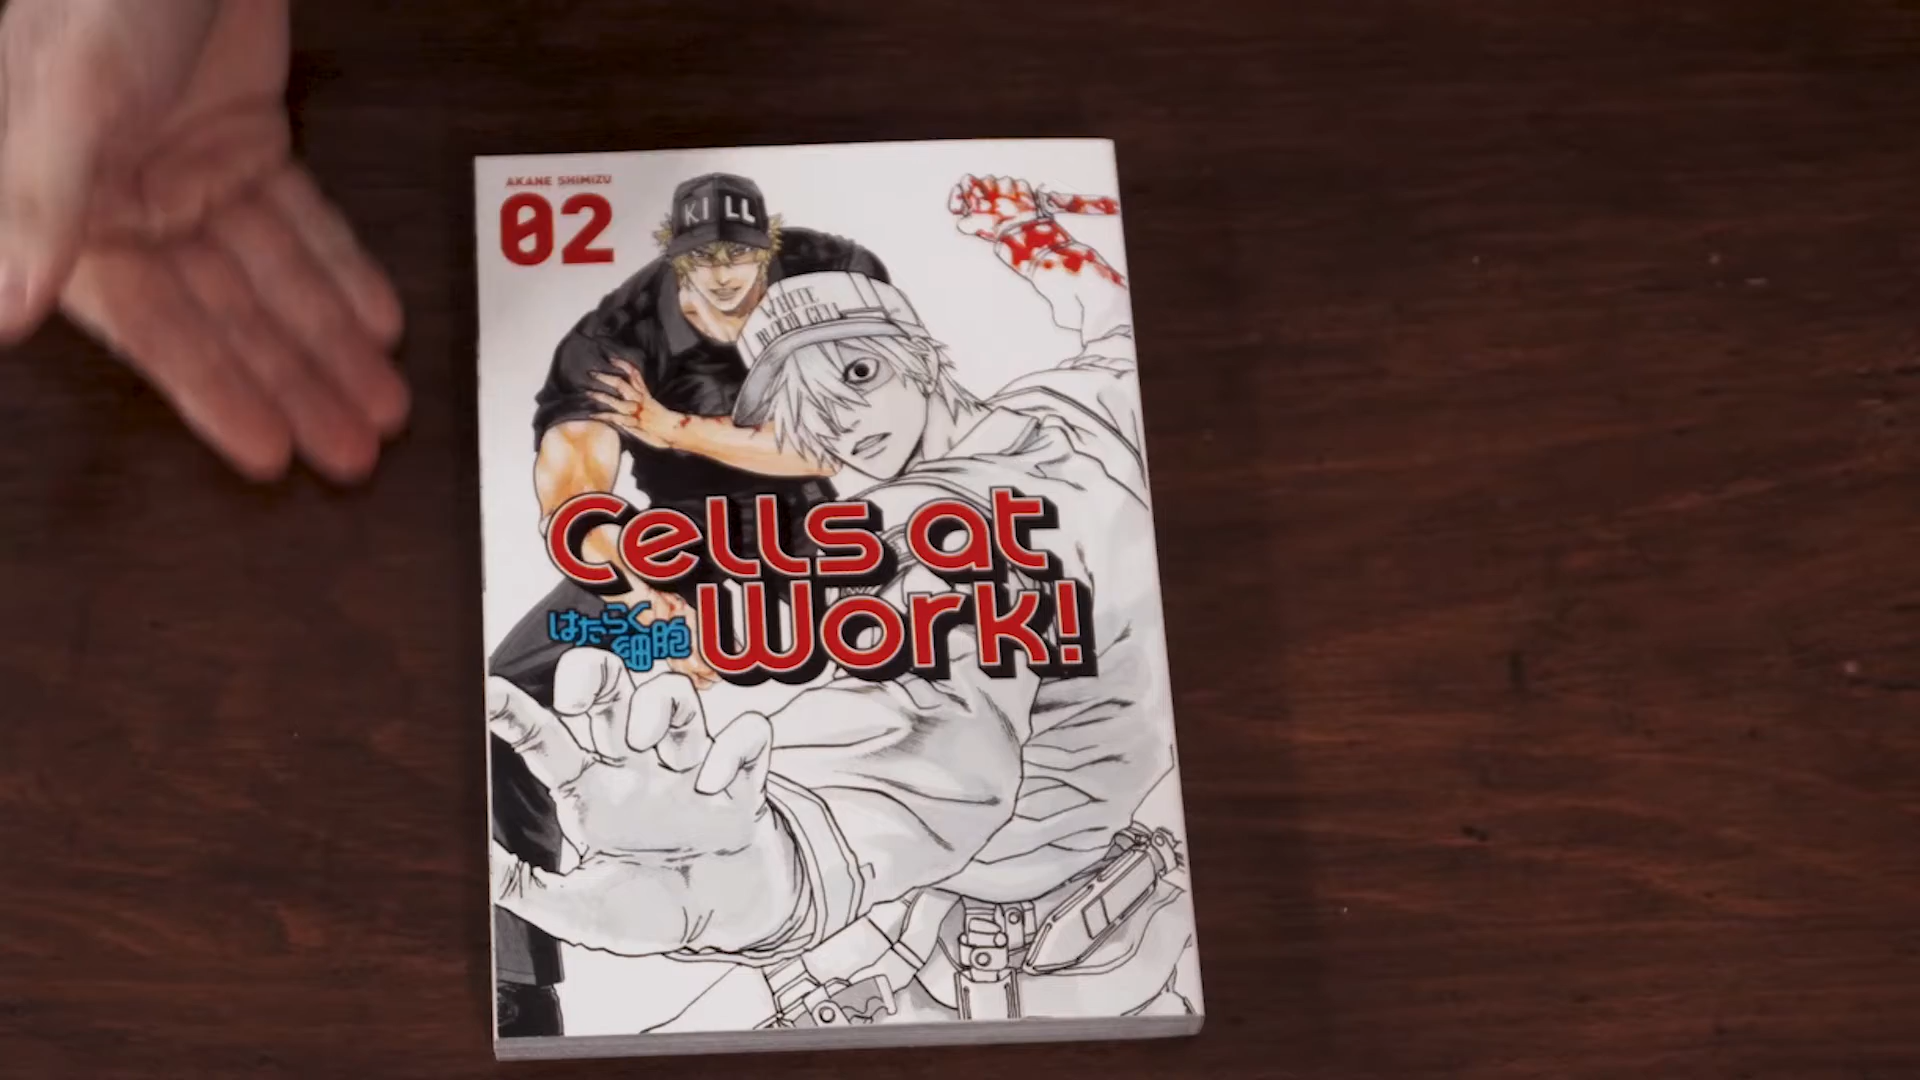 AKANE SHIMIZU
02
KILL
WHITE
BLOOD CELL
Cells at
Work!
はたらく
細胞